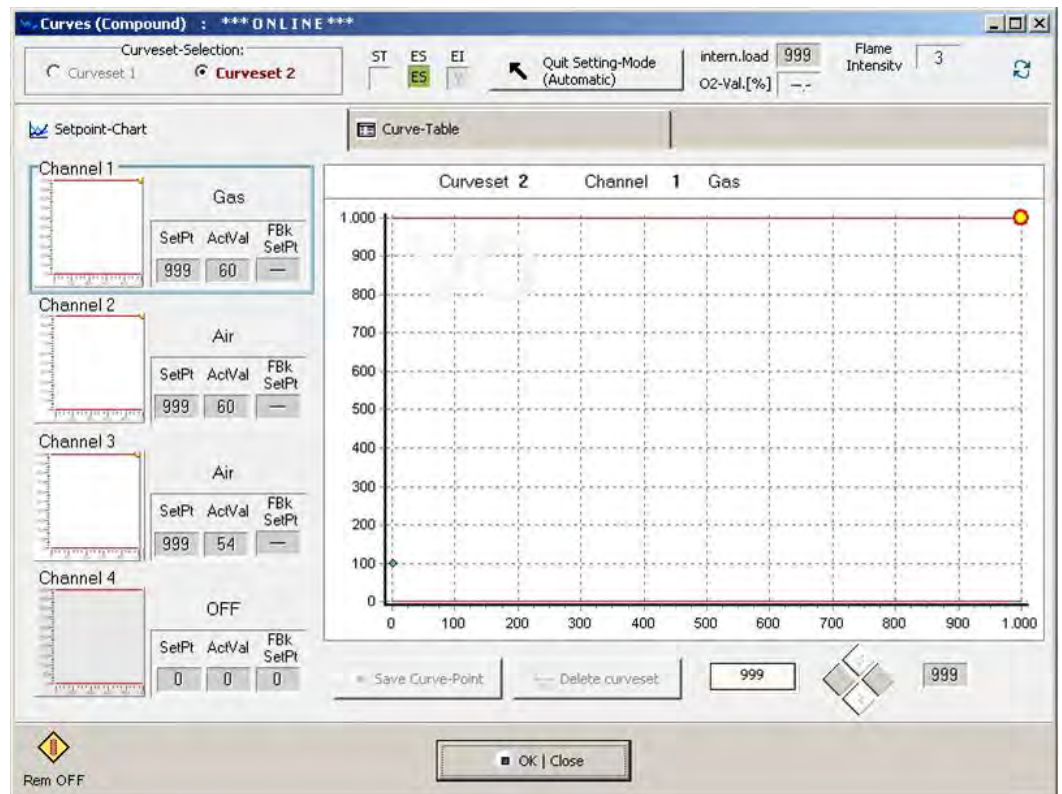 Curves (Compound) : ***ONLINE***
Curveset-Selection:
Curveset 1 Curveset 2
ST ES EI
ES Y
Quit Setting-Mode
(Automatic)
intern.load 999
O2-Val.[%] --.-
Flame
Intensity 3
Setpoint-Chart Curve-Table
Channel 1
Gas
SetPt ActVal FBk
SetPt
999 60 —
Channel 2
Air
SetPt ActVal FBk
SetPt
999 60 —
Channel 3
Air
SetPt ActVal FBk
SetPt
999 54 —
Channel 4
OFF
SetPt ActVal FBk
SetPt
0 0 0
Curveset 2 Channel 1 Gas
1.000
900
800
700
600
500
400
300
200
100
0
0 100 200 300 400 500 600 700 800 900 1.000
Save Curve-Point Delete curveset 999 999
Rem OFF
OK | Close